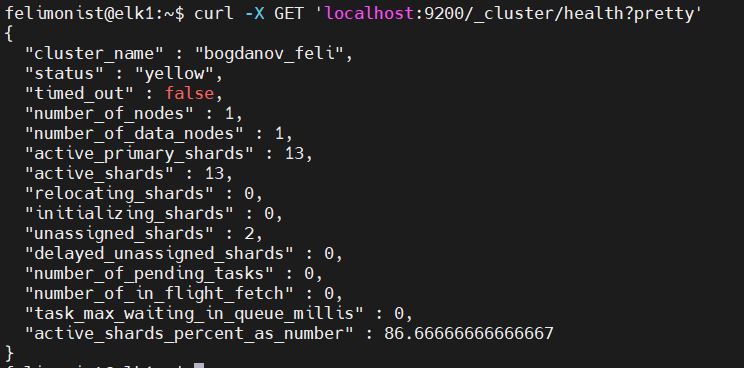 felimonist@elk1:~$ curl -X GET 'localhost:9200/_cluster/health?pretty'
{
  "cluster_name" : "bogdanov_feli",
  "status" : "yellow",
  "timed_out" : false,
  "number_of_nodes" : 1,
  "number_of_data_nodes" : 1,
  "active_primary_shards" : 13,
  "active_shards" : 13,
  "relocating_shards" : 0,
  "initializing_shards" : 0,
  "unassigned_shards" : 2,
  "delayed_unassigned_shards" : 0,
  "number_of_pending_tasks" : 0,
  "number_of_in_flight_fetch" : 0,
  "task_max_waiting_in_queue_millis" : 0,
  "active_shards_percent_as_number" : 86.66666666666667
}